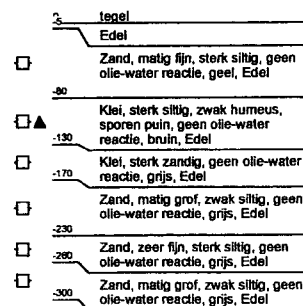 0 tegel
-5
Edel
Zand, matig fijn, sterk siltig, geen
olie-water reactie, geel, Edel
-80
Klei, sterk siltig, zwak humeus,
sporen puin, geen olie-water
reactie, bruin, Edel
-130
Klei, sterk zandig, geen olie-water
reactie, grijs, Edel
-170
Zand, matig grof, zwak siltig, geen
olie-water reactie, grijs, Edel
-230
Zand, zeer fijn, sterk siltig, geen
olie-water reactie, grijs, Edel
-260
Zand, matig grof, zwak siltig, geen
olie-water reactie, grijs, Edel
-300